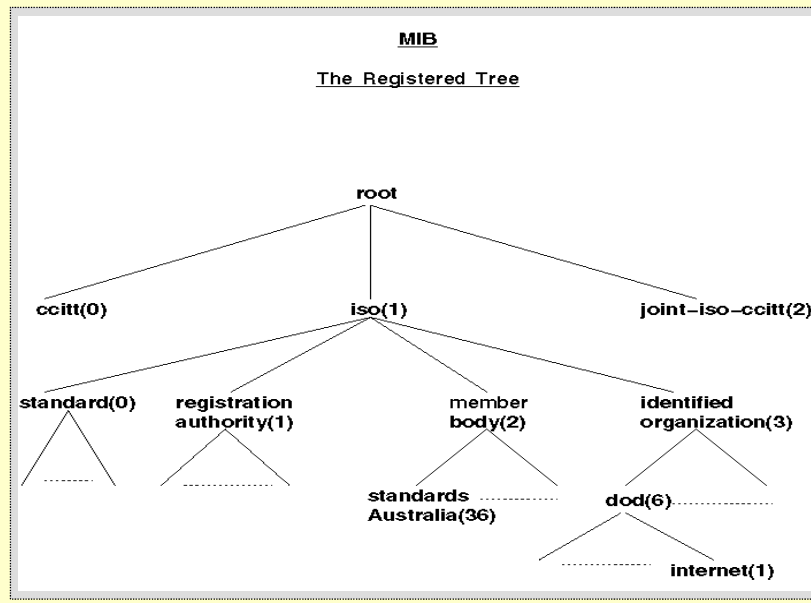 MIB
The Registered Tree
root
ccitt(0)
iso(1)
joint-iso-ccitt(2)
standard(0)
registration
authority(1)
member
body(2)
identified
organization(3)
standards
Australia(36)
dod(6)
internet(1)